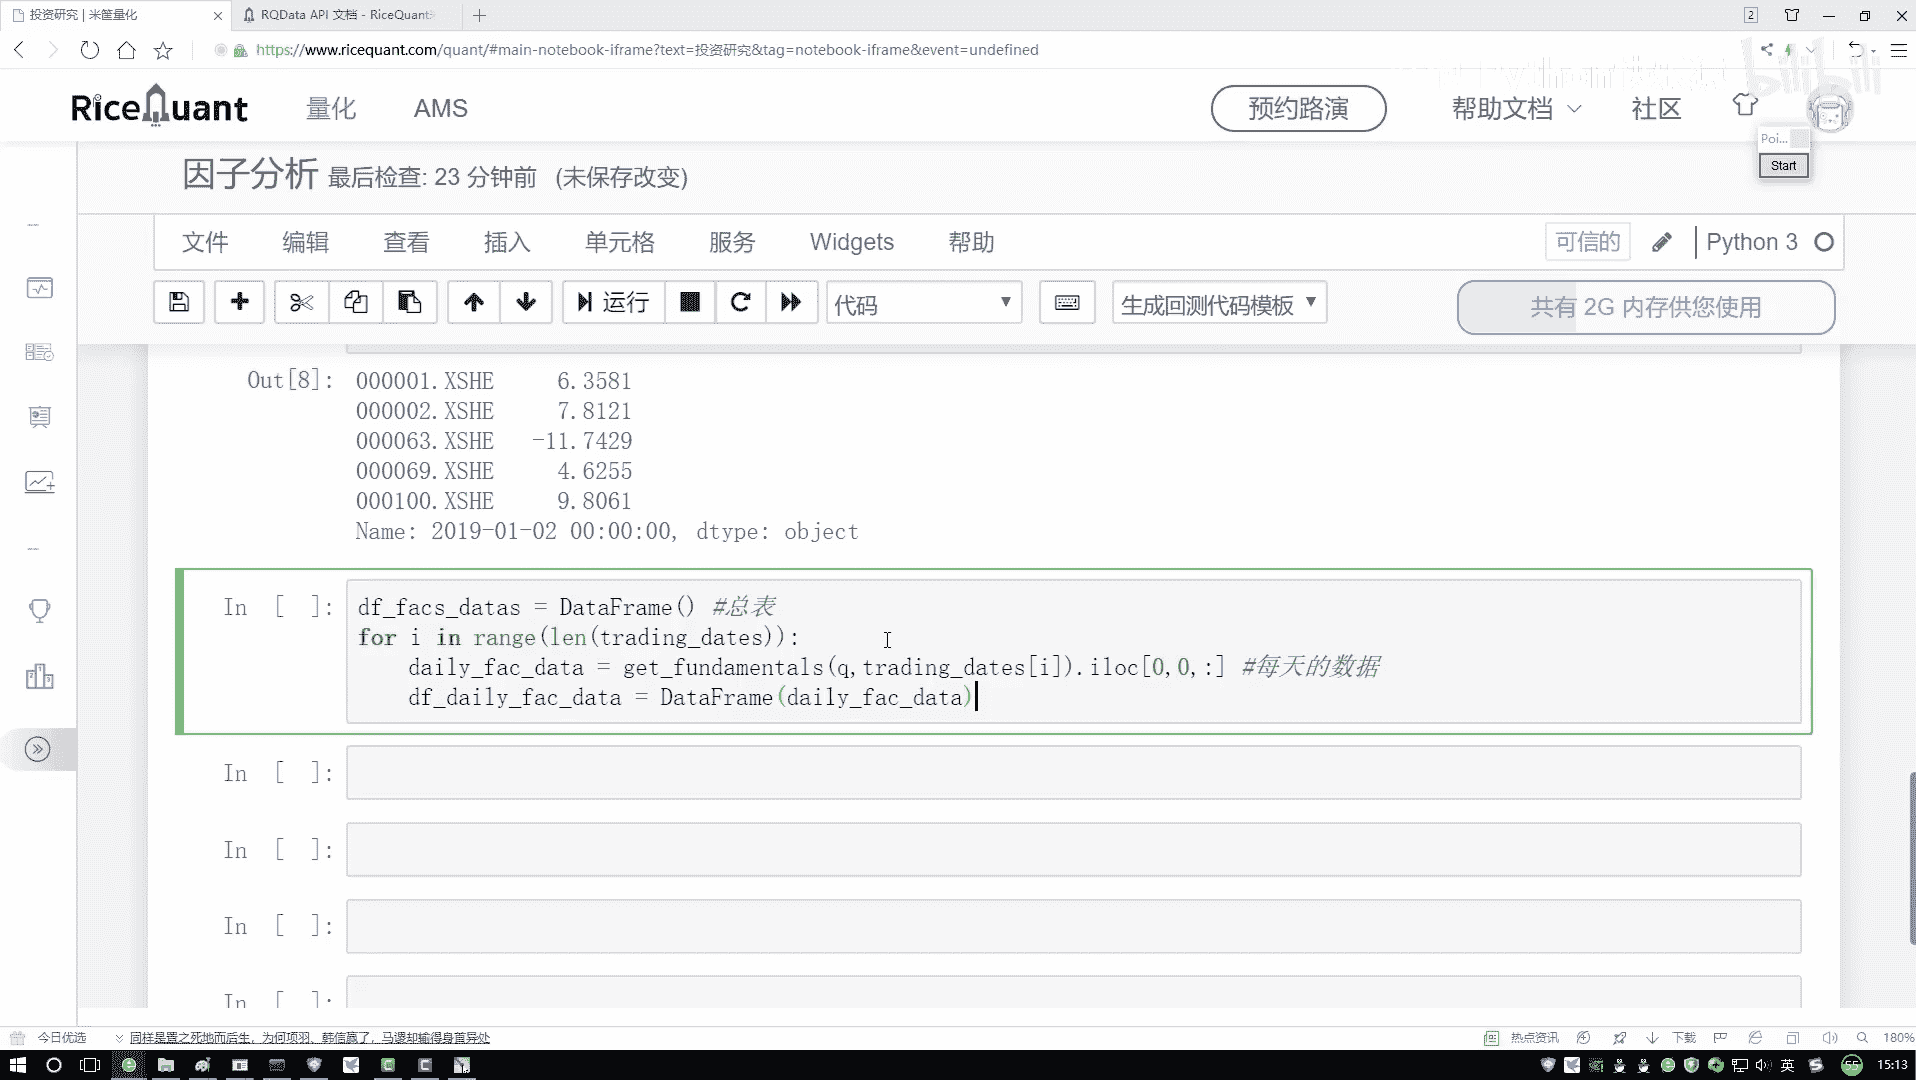 投资研究 | 米筐量化
RQData API 文档 - RiceQuant
2
https://www.ricequant.com/quant/#main-notebook-iframe?text=投资研究&tag=notebook-iframe&event=undefined
bilibili
RiceQuant
量化
AMS
预约路演
帮助文档
社区
Poi...
Start
因子分析 最后检查: 23 分钟前 (未保存改变)
文件 编辑 查看 插入 单元格 服务 Widgets 帮助
可信的
Python 3
运行
代码
生成回测代码模板
共有 2G 内存供您使用
Out[8]:
000001.XSHE 6.3581
000002.XSHE 7.8121
000063.XSHE -11.7429
000069.XSHE 4.6255
000100.XSHE 9.8061
Name: 2019-01-02 00:00:00, dtype: object
In [ ]:
df_facs_datas = DataFrame() #总表
for i in range(len(trading_dates)):
daily_fac_data = get_fundamentals(q,trading_dates[i]).iloc[0,0,:] #每天的数据
df_daily_fac_data = DataFrame(daily_fac_data)
In [ ]:
In [ ]:
In [ ]:
In [ ]:
今日优选
同样是置之死地而后生，为何项羽、韩信赢了，马谡却输得身首异处
热点资讯
下载
180%
英
55
15:13